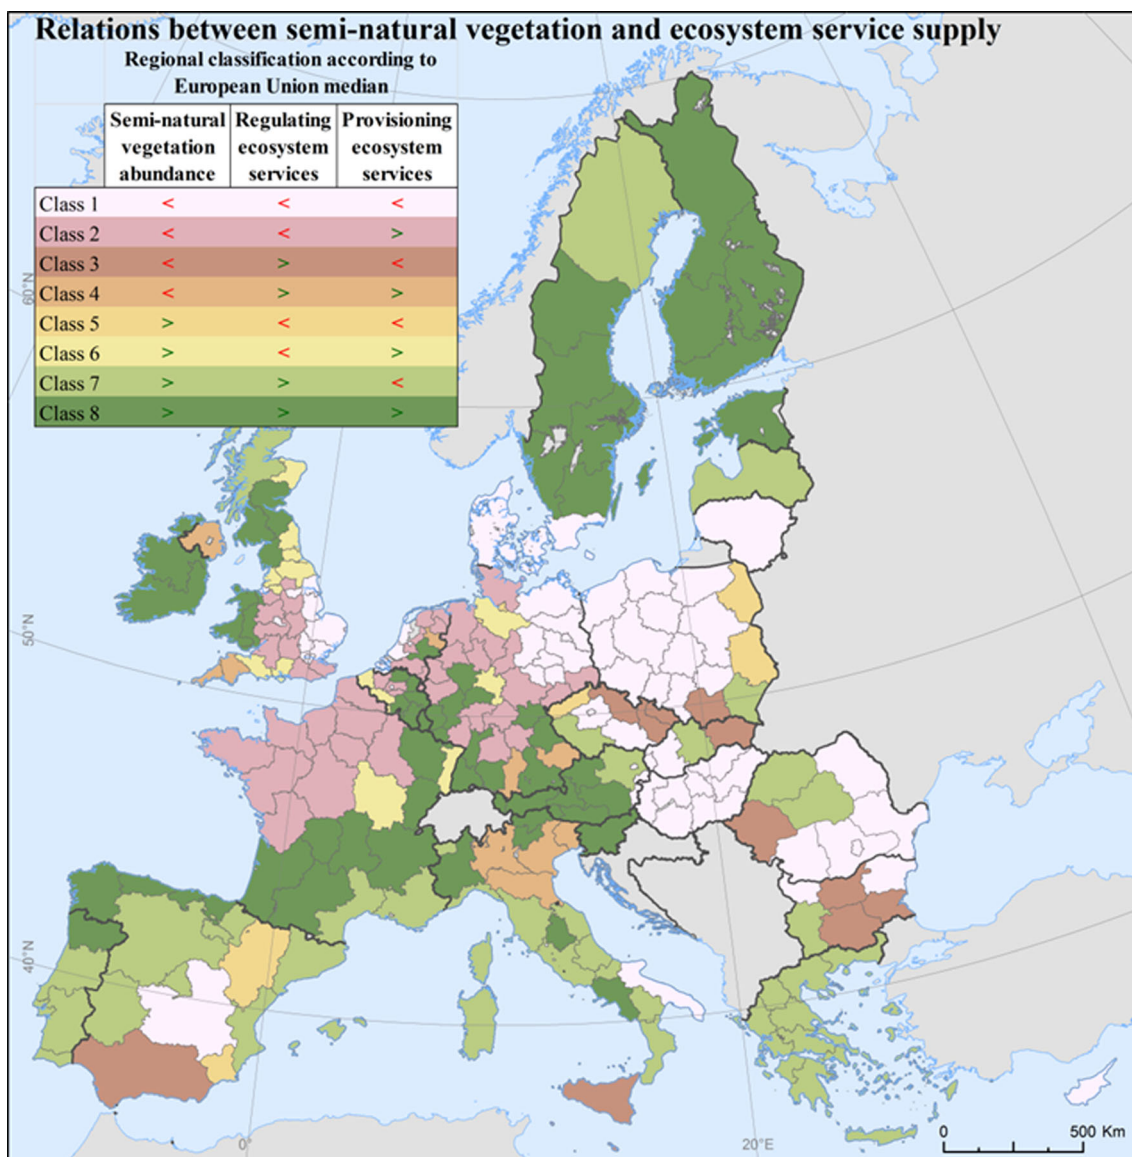 Relations between semi-natural vegetation and ecosystem service supply
Regional classification according to
European Union median
Semi-natural vegetation abundance
Regulating ecosystem services
Provisioning ecosystem services
Class 1 < < <
Class 2 < < >
Class 3 < > <
Class 4 < > >
Class 5 > < <
Class 6 > < >
Class 7 > > <
Class 8 > > >
60°N
50°N
40°N
0°
20°E
0 500 Km